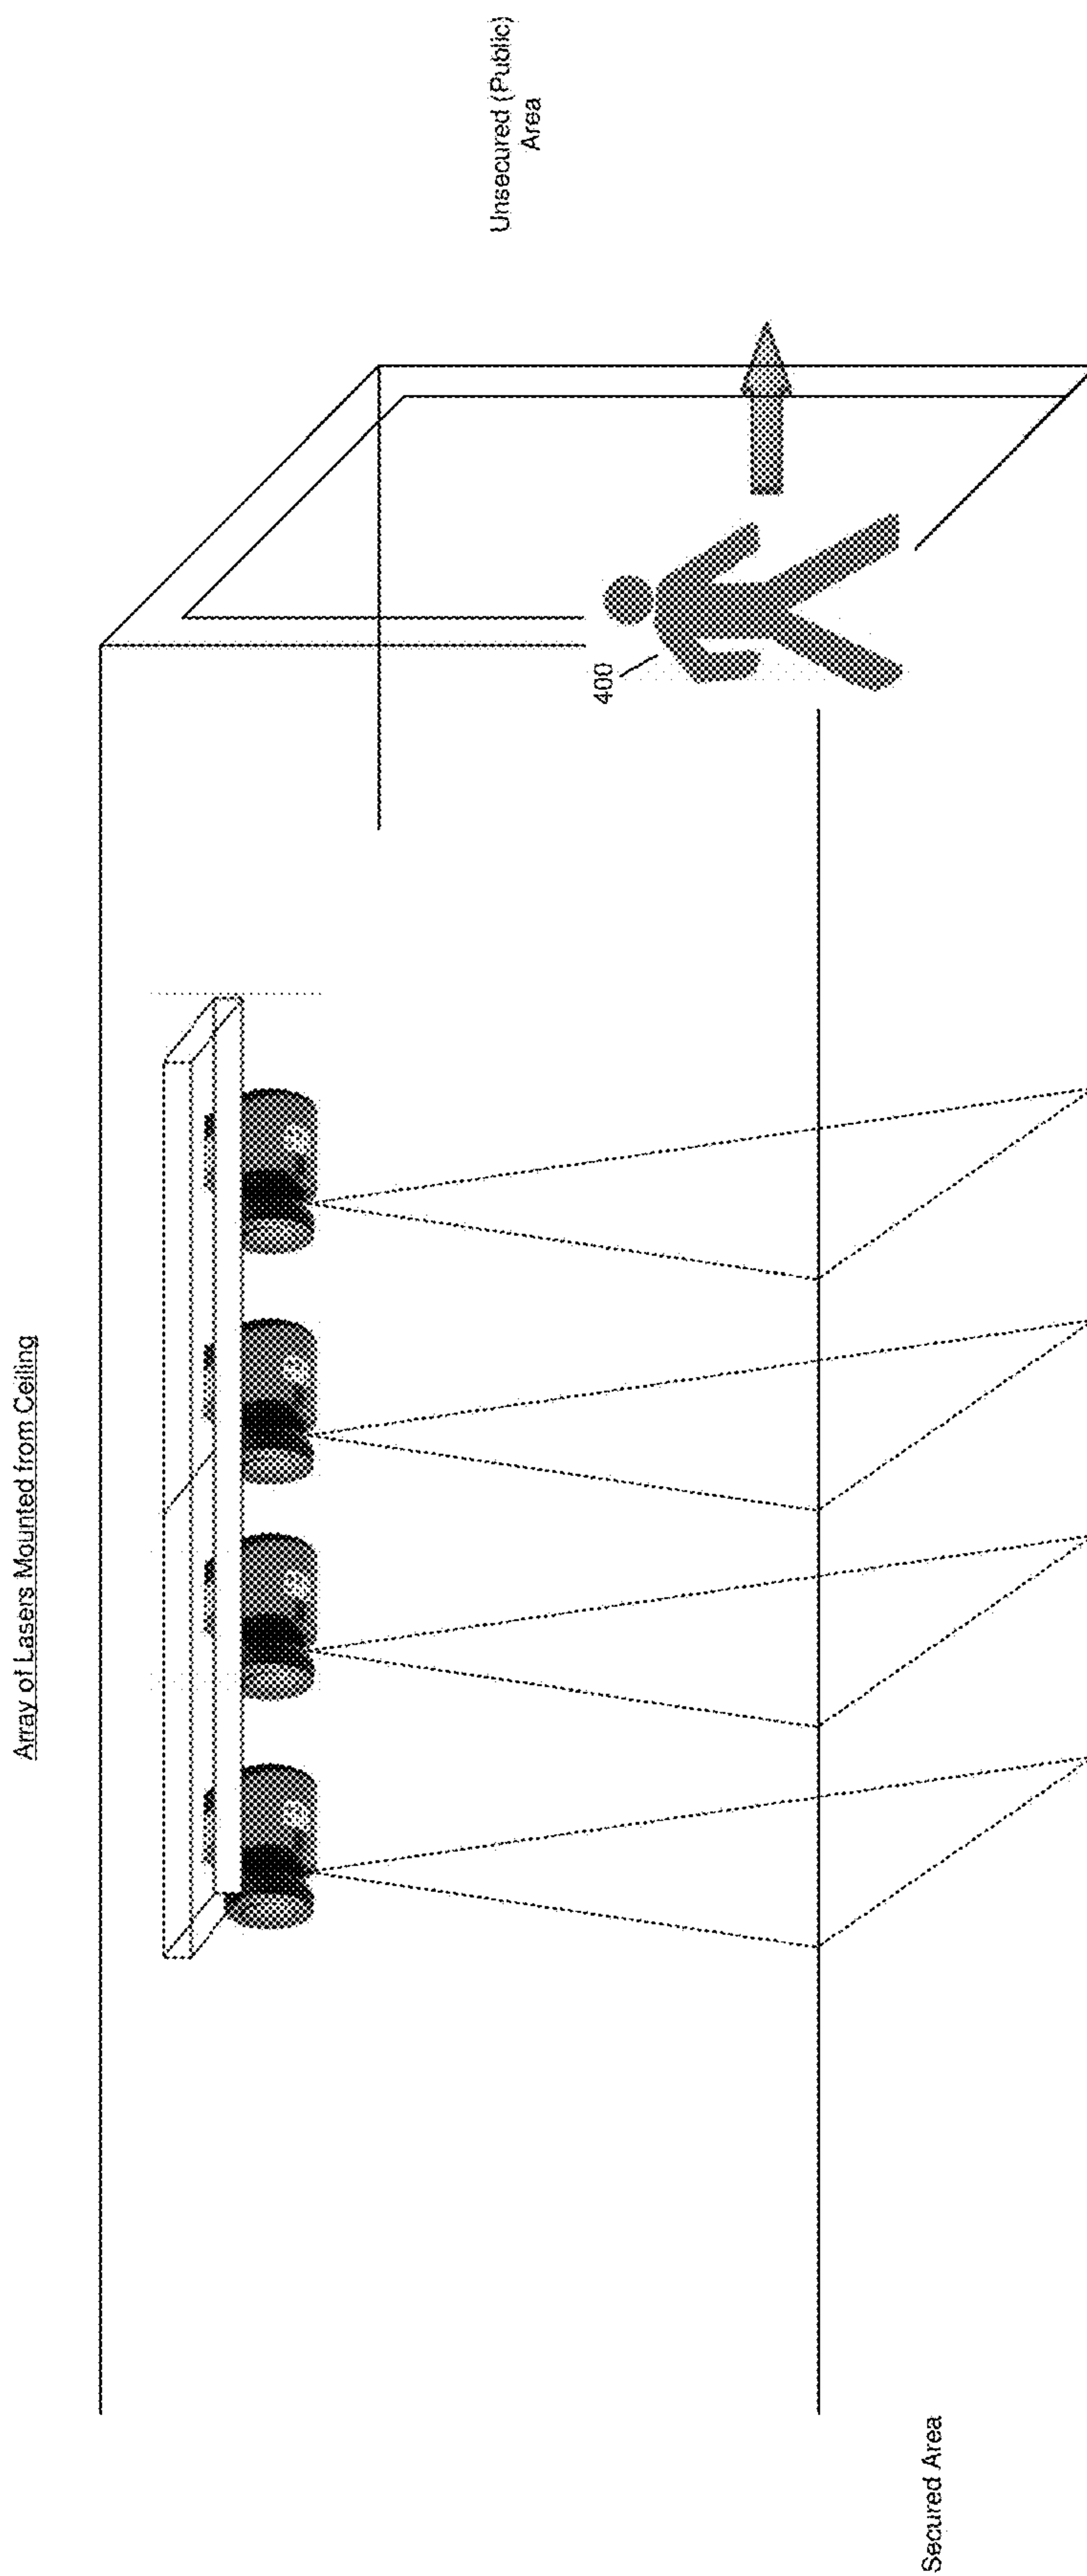 Array of Lasers Mounted from Ceiling
Unsecured (Public)
Area
400
Secured Area